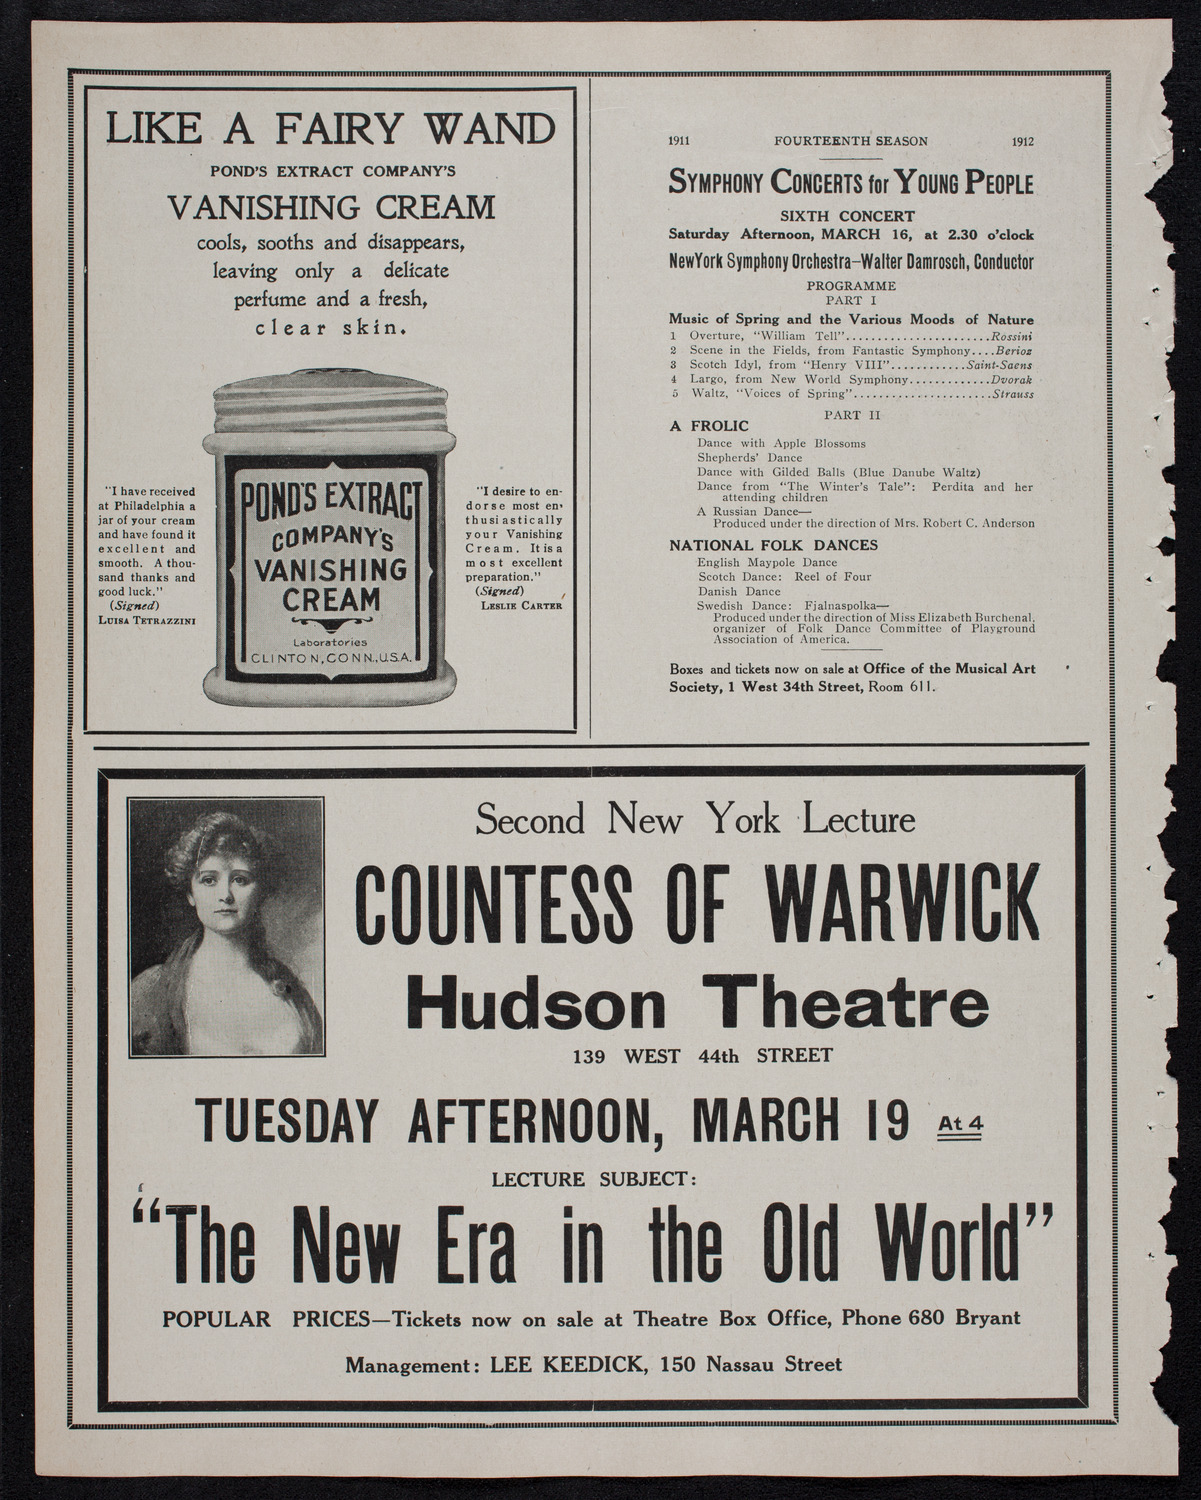 LIKE A FAIRY WAND
POND'S EXTRACT COMPANY'S
VANISHING CREAM
cools, sooths and disappears,
leaving only a delicate
perfume and a fresh,
clear skin.
"I have received
at Philadelphia a
jar of your cream
and have found it
excellent and
smooth. A thou-
sand thanks and
good luck."
(Signed)
LUISA TETRAZZINI
POND'S EXTRACT
COMPANY'S
VANISHING
CREAM
Laboratories
CLINTON, CONN., U.S.A.
"I desire to en-
dorse most en-
thusiastically
your Vanishing
Cream. It is a
most excellent
preparation."
(Signed)
LESLIE CARTER
1911 FOURTEENTH SEASON 1912
SYMPHONY CONCERTS for YOUNG PEOPLE
SIXTH CONCERT
Saturday Afternoon, MARCH 16, at 2.30 o'clock
NewYork Symphony Orchestra—Walter Damrosch, Conductor
PROGRAMME
PART I
Music of Spring and the Various Moods of Nature
1 Overture, "William Tell".......................Rossini
2 Scene in the Fields, from Fantastic Symphony....Berioz
3 Scotch Idyl, from "Henry VIII"............Saint-Saens
4 Largo, from New World Symphony............Dvorak
5 Waltz, "Voices of Spring"......................Strauss
PART II
A FROLIC
Dance with Apple Blossoms
Shepherds' Dance
Dance with Gilded Balls (Blue Danube Waltz)
Dance from "The Winter's Tale": Perdita and her
attending children
A Russian Dance—
Produced under the direction of Mrs. Robert C. Anderson
NATIONAL FOLK DANCES
English Maypole Dance
Scotch Dance: Reel of Four
Danish Dance
Swedish Dance: Fjalnaspolka—
Produced under the direction of Miss Elizabeth Burchenal,
organizer of Folk Dance Committee of Playground
Association of America.
Boxes and tickets now on sale at Office of the Musical Art
Society, 1 West 34th Street, Room 611.
Second New York Lecture
COUNTESS OF WARWICK
Hudson Theatre
139 WEST 44th STREET
TUESDAY AFTERNOON, MARCH 19 At 4
LECTURE SUBJECT:
"The New Era in the Old World"
POPULAR PRICES—Tickets now on sale at Theatre Box Office, Phone 680 Bryant
Management: LEE KEEDICK, 150 Nassau Street